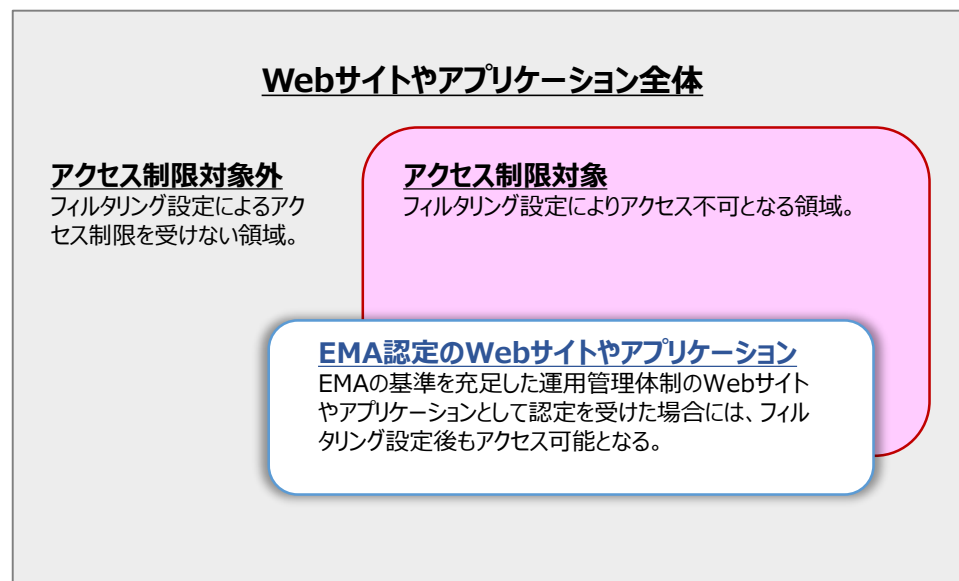 Webサイトやアプリケーション全体
アクセス制限対象外
フィルタリング設定によるアク
セス制限を受けない領域。
アクセス制限対象
フィルタリング設定によりアクセス不可となる領域。
EMA認定のWebサイトやアプリケーション
EMAの基準を充足した運用管理体制のWebサイト
やアプリケーションとして認定を受けた場合には、フィル
タリング設定後もアクセス可能となる。